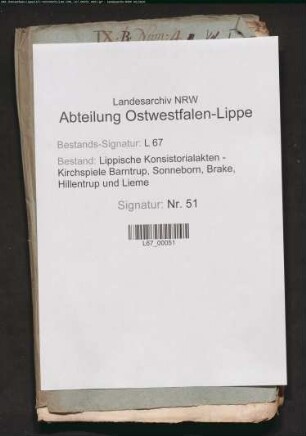 Landesarchiv NRW
Abteilung Ostwestfalen-Lippe
Bestands-Signatur: L 67
Bestand: Lippische Konsistorialakten -
Kirchspiele Barntrup, Sonneborn, Brake,
Hillentrup und Lieme
Signatur: Nr. 51
L67_00051